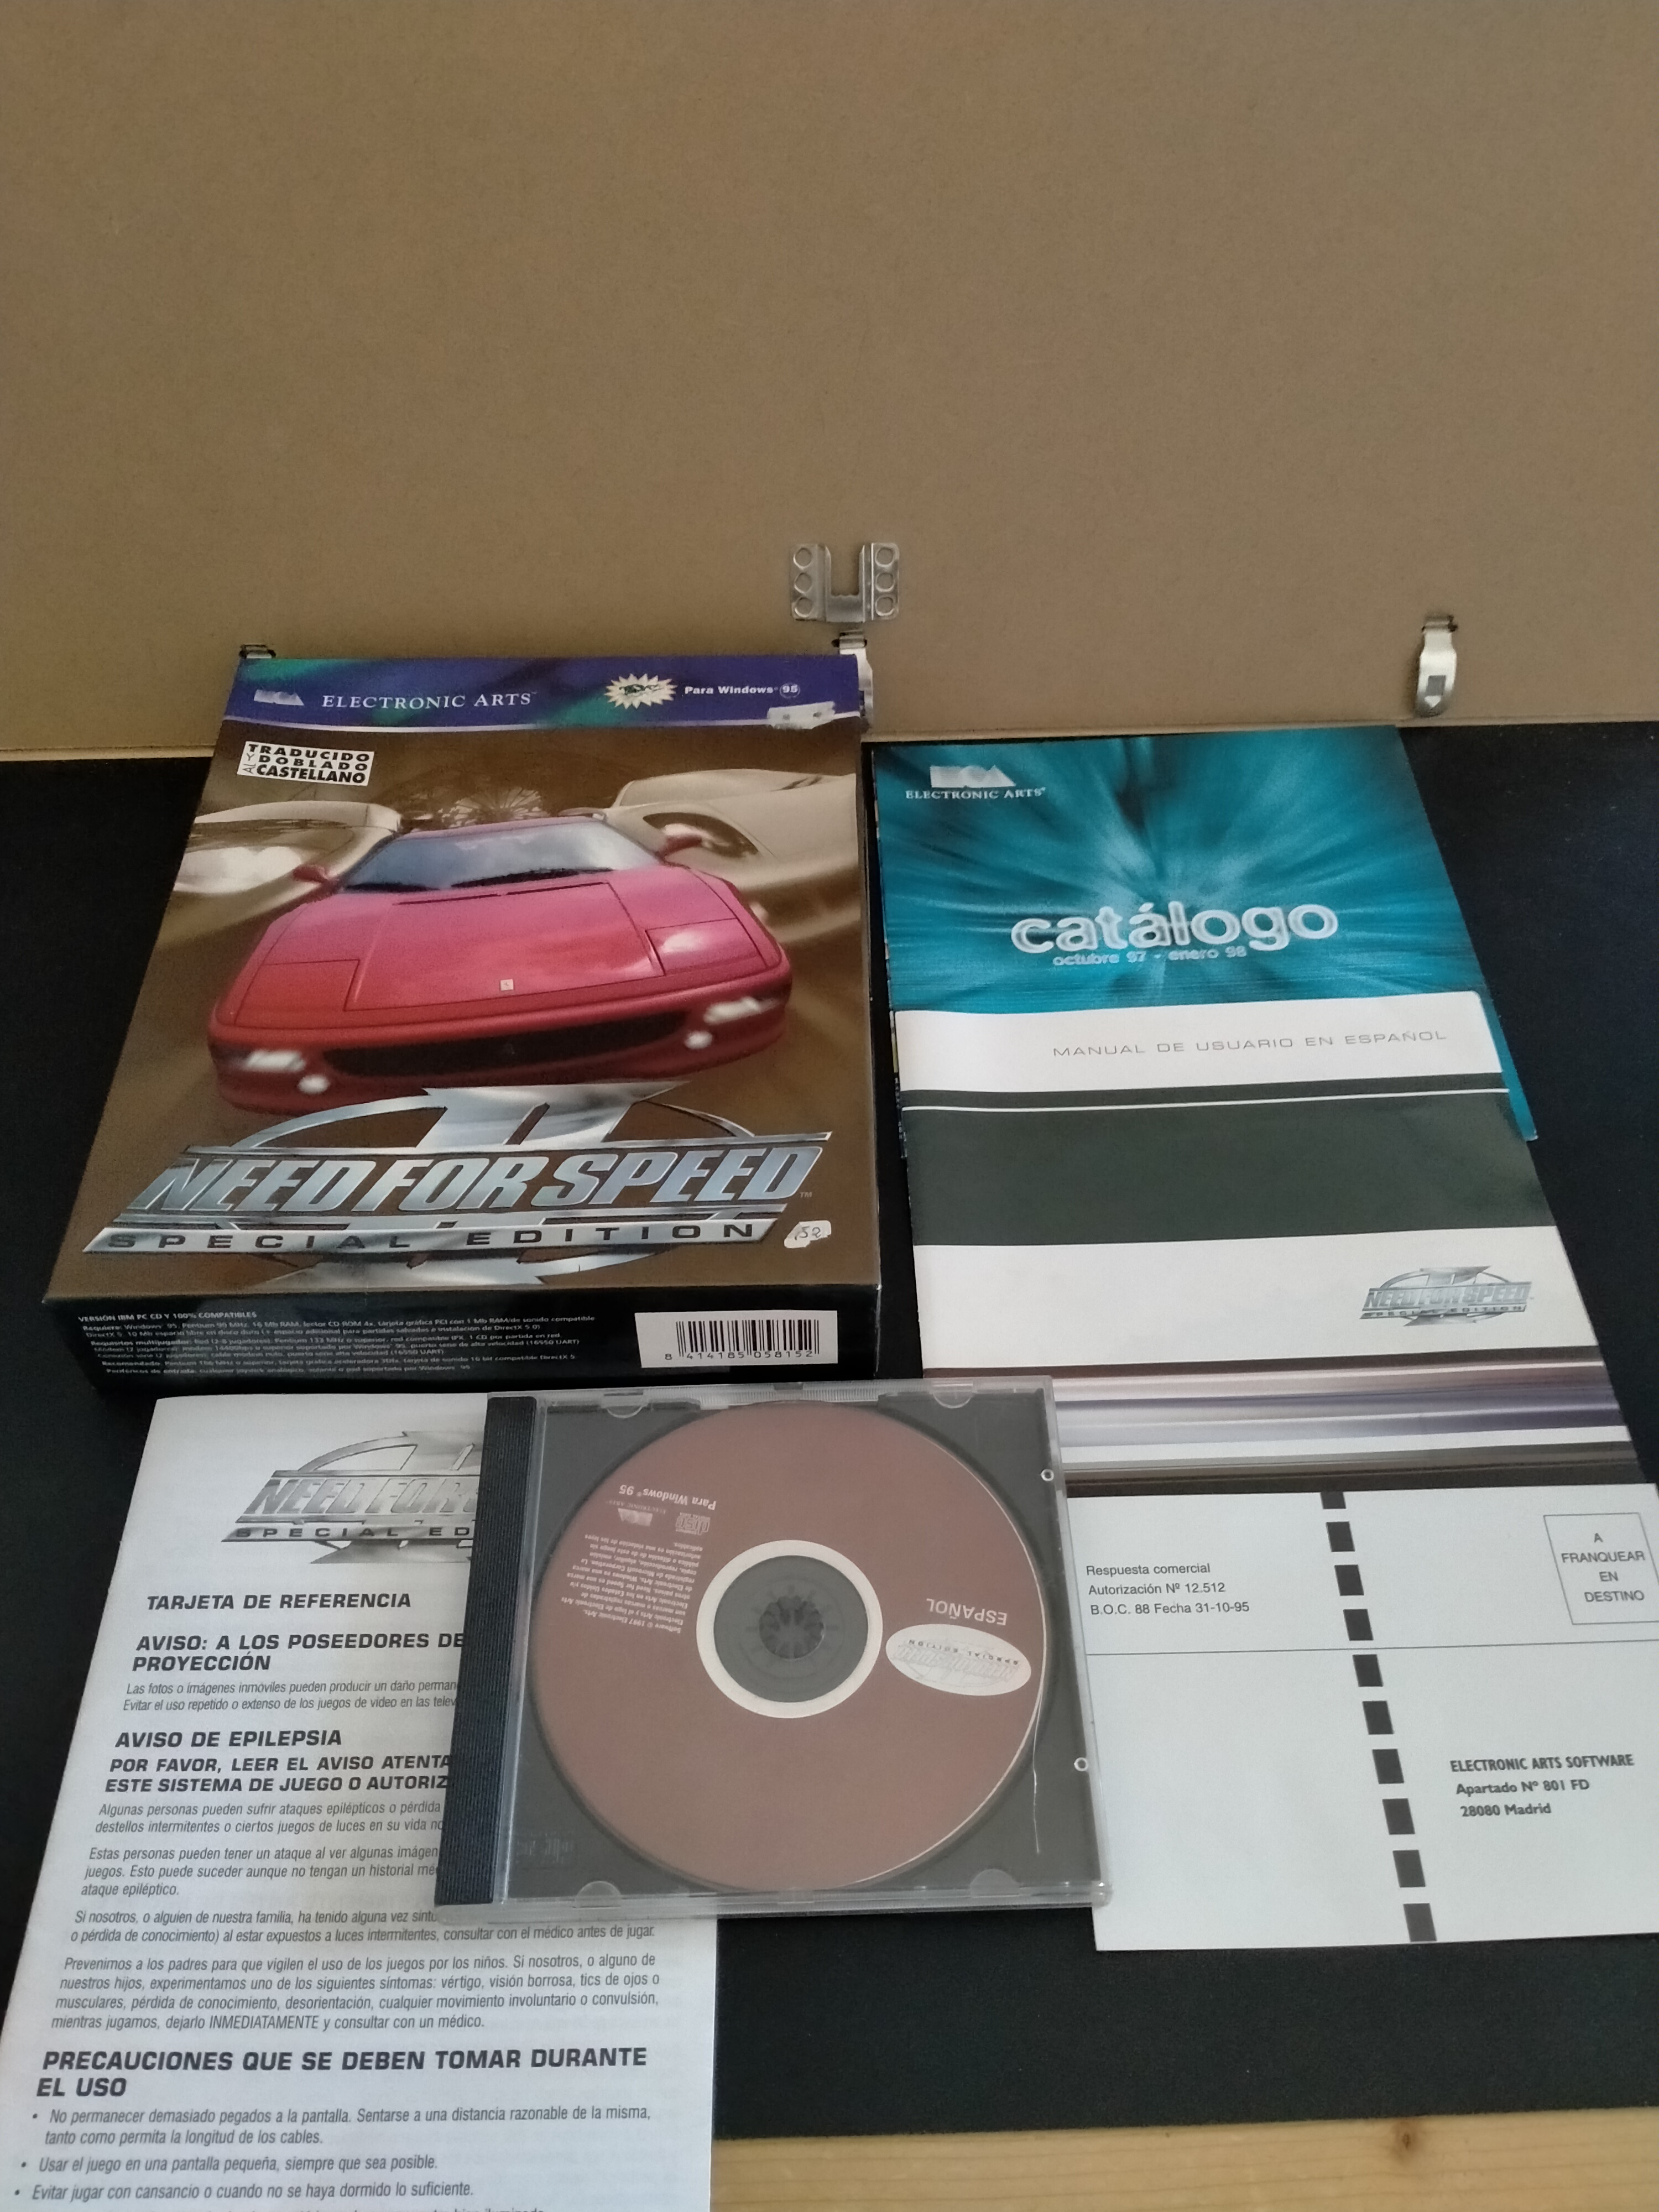 ELECTRONIC ARTS™
Para Windows® 95
TRADUCIDO
Y DOBLADO
AL CASTELLANO
II
NEED FOR SPEED™
SPECIAL EDITION
152
VERSIÓN IBM PC CD Y 100% COMPATIBLES
8 414185 058152
ELECTRONIC ARTS®
catálogo
octubre 97 - enero 98
MANUAL DE USUARIO EN ESPAÑOL
NEED FOR SPEED
SPECIAL EDITION
NEED FOR
SPECIAL ED
TARJETA DE REFERENCIA
AVISO: A LOS POSEEDORES DE
PROYECCIÓN
Las fotos o imágenes inmóviles pueden producir un daño perman
Evitar el uso repetido o extenso de los juegos de vídeo en las telev
AVISO DE EPILEPSIA
POR FAVOR, LEER EL AVISO ATENTA
ESTE SISTEMA DE JUEGO O AUTORIZ
Algunas personas pueden sufrir ataques epilépticos o pérdida
destellos intermitentes o ciertos juegos de luces en su vida no
Estas personas pueden tener un ataque al ver algunas imágen
juegos. Esto puede suceder aunque no tengan un historial mé
ataque epiléptico.
Si nosotros, o alguien de nuestra familia, ha tenido alguna vez sínto
o pérdida de conocimiento) al estar expuestos a luces intermitentes, consultar con el médico antes de jugar.
Prevenimos a los padres para que vigilen el uso de los juegos por los niños. Si nosotros, o alguno de
nuestros hijos, experimentamos uno de los siguientes síntomas: vértigo, visión borrosa, tics de ojos o
musculares, pérdida de conocimiento, desorientación, cualquier movimiento involuntario o convulsión,
mientras jugamos, dejarlo INMEDIATAMENTE y consultar con un médico.
PRECAUCIONES QUE SE DEBEN TOMAR DURANTE
EL USO
• No permanecer demasiado pegados a la pantalla. Sentarse a una distancia razonable de la misma,
tanto como permita la longitud de los cables.
• Usar el juego en una pantalla pequeña, siempre que sea posible.
• Evitar jugar con cansancio o cuando no se haya dormido lo suficiente.
Para Windows® 95
ELECTRONIC ARTS
ESPAÑOL
SPECIAL EDITION
Respuesta comercial
Autorización Nº 12.512
B.O.C. 88 Fecha 31-10-95
A
FRANQUEAR
EN
DESTINO
ELECTRONIC ARTS SOFTWARE
Apartado Nº 801 FD
28080 Madrid